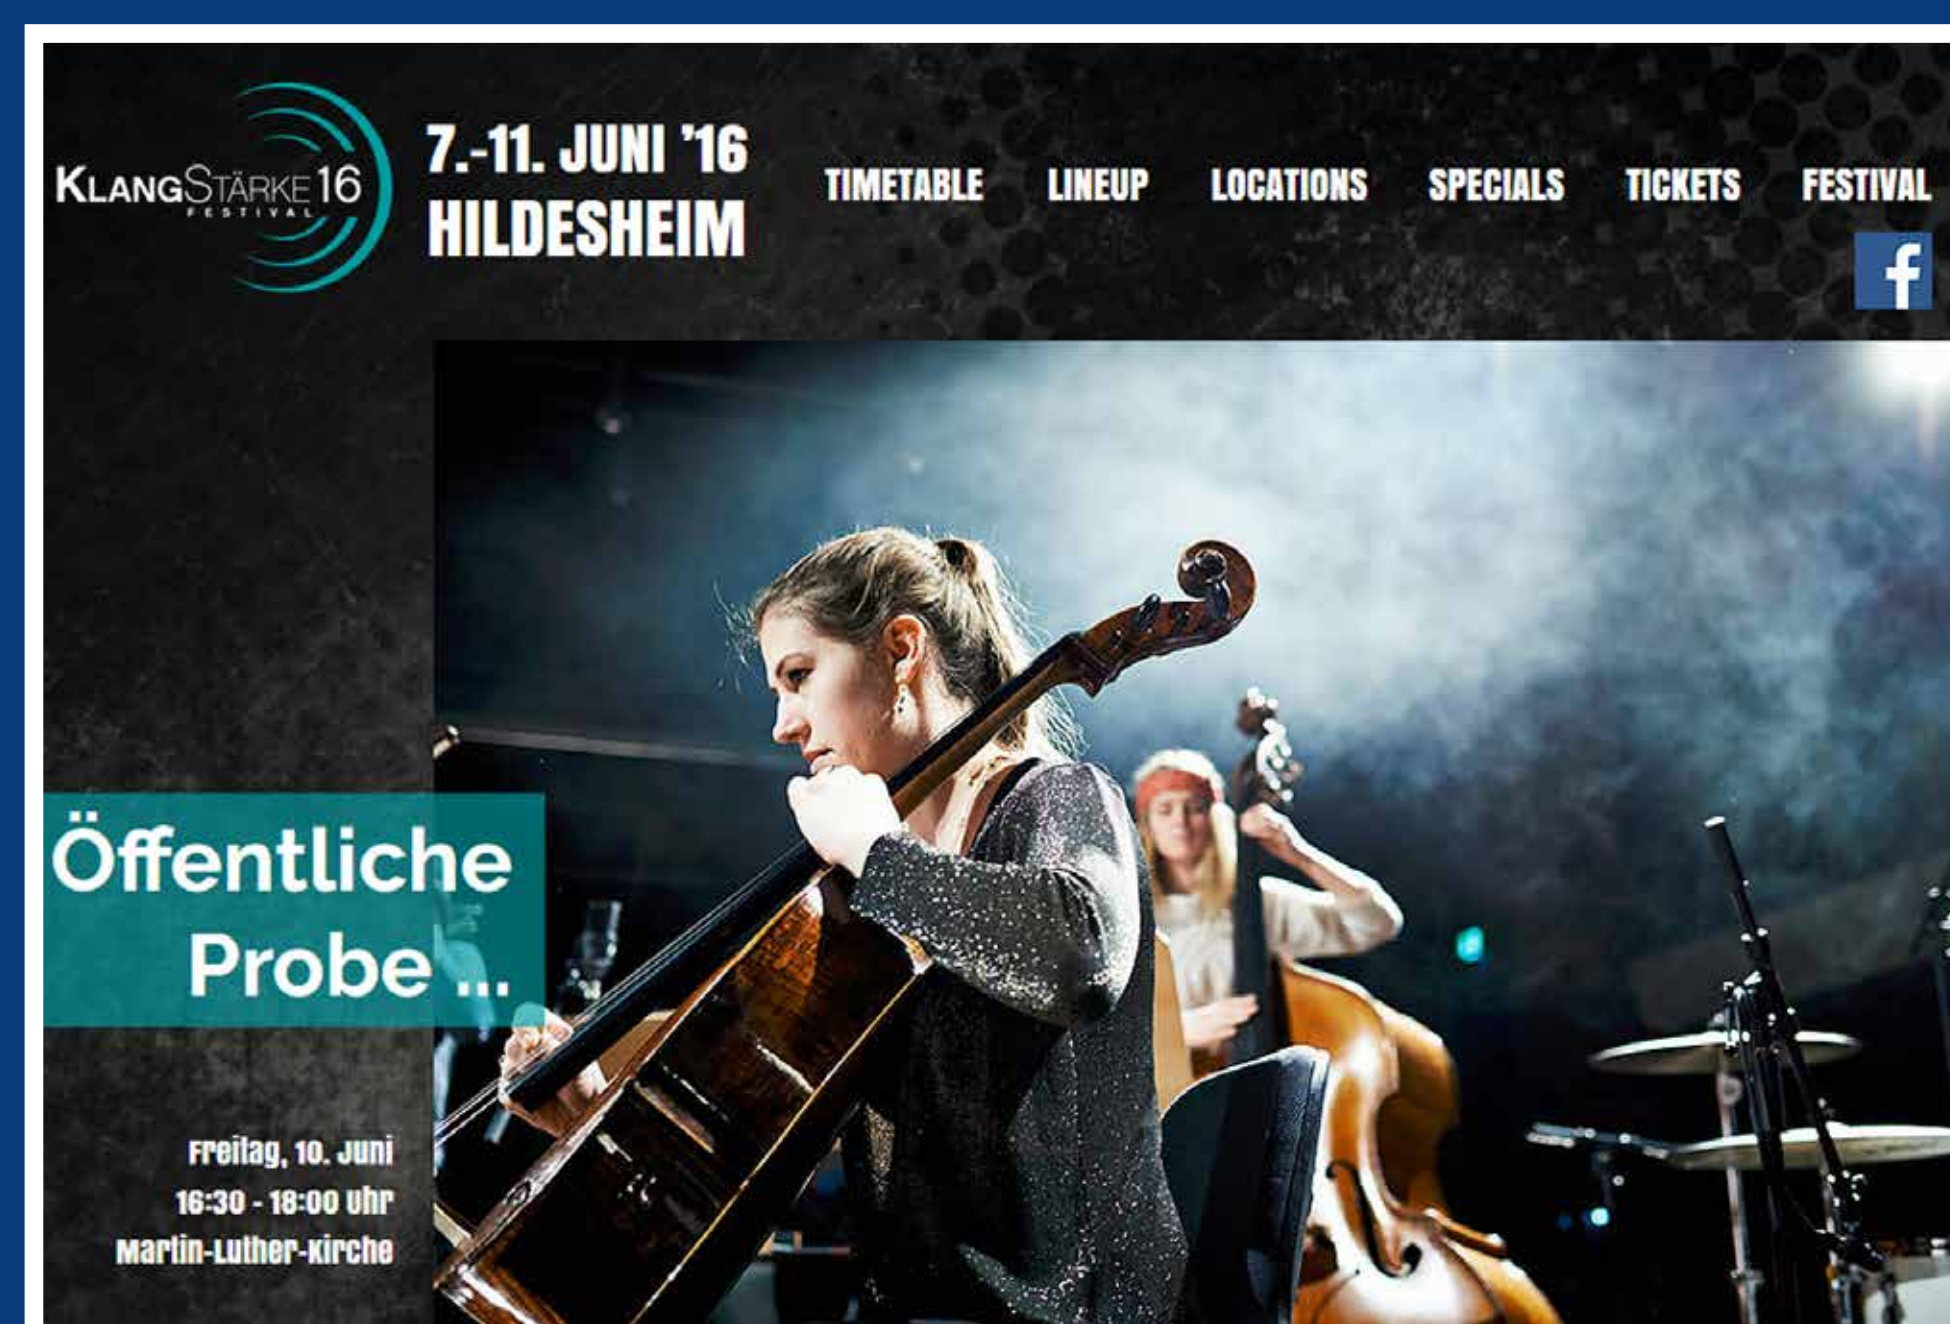 KLANGSTÄRKE16
FESTIVAL
7.-11. JUNI '16
HILDESHEIM
TIMETABLE LINEUP LOCATIONS SPECIALS TICKETS FESTIVAL
f
Öffentliche
Probe ...
Freitag, 10. Juni
16:30 - 18:00 Uhr
Martin-Luther-Kirche